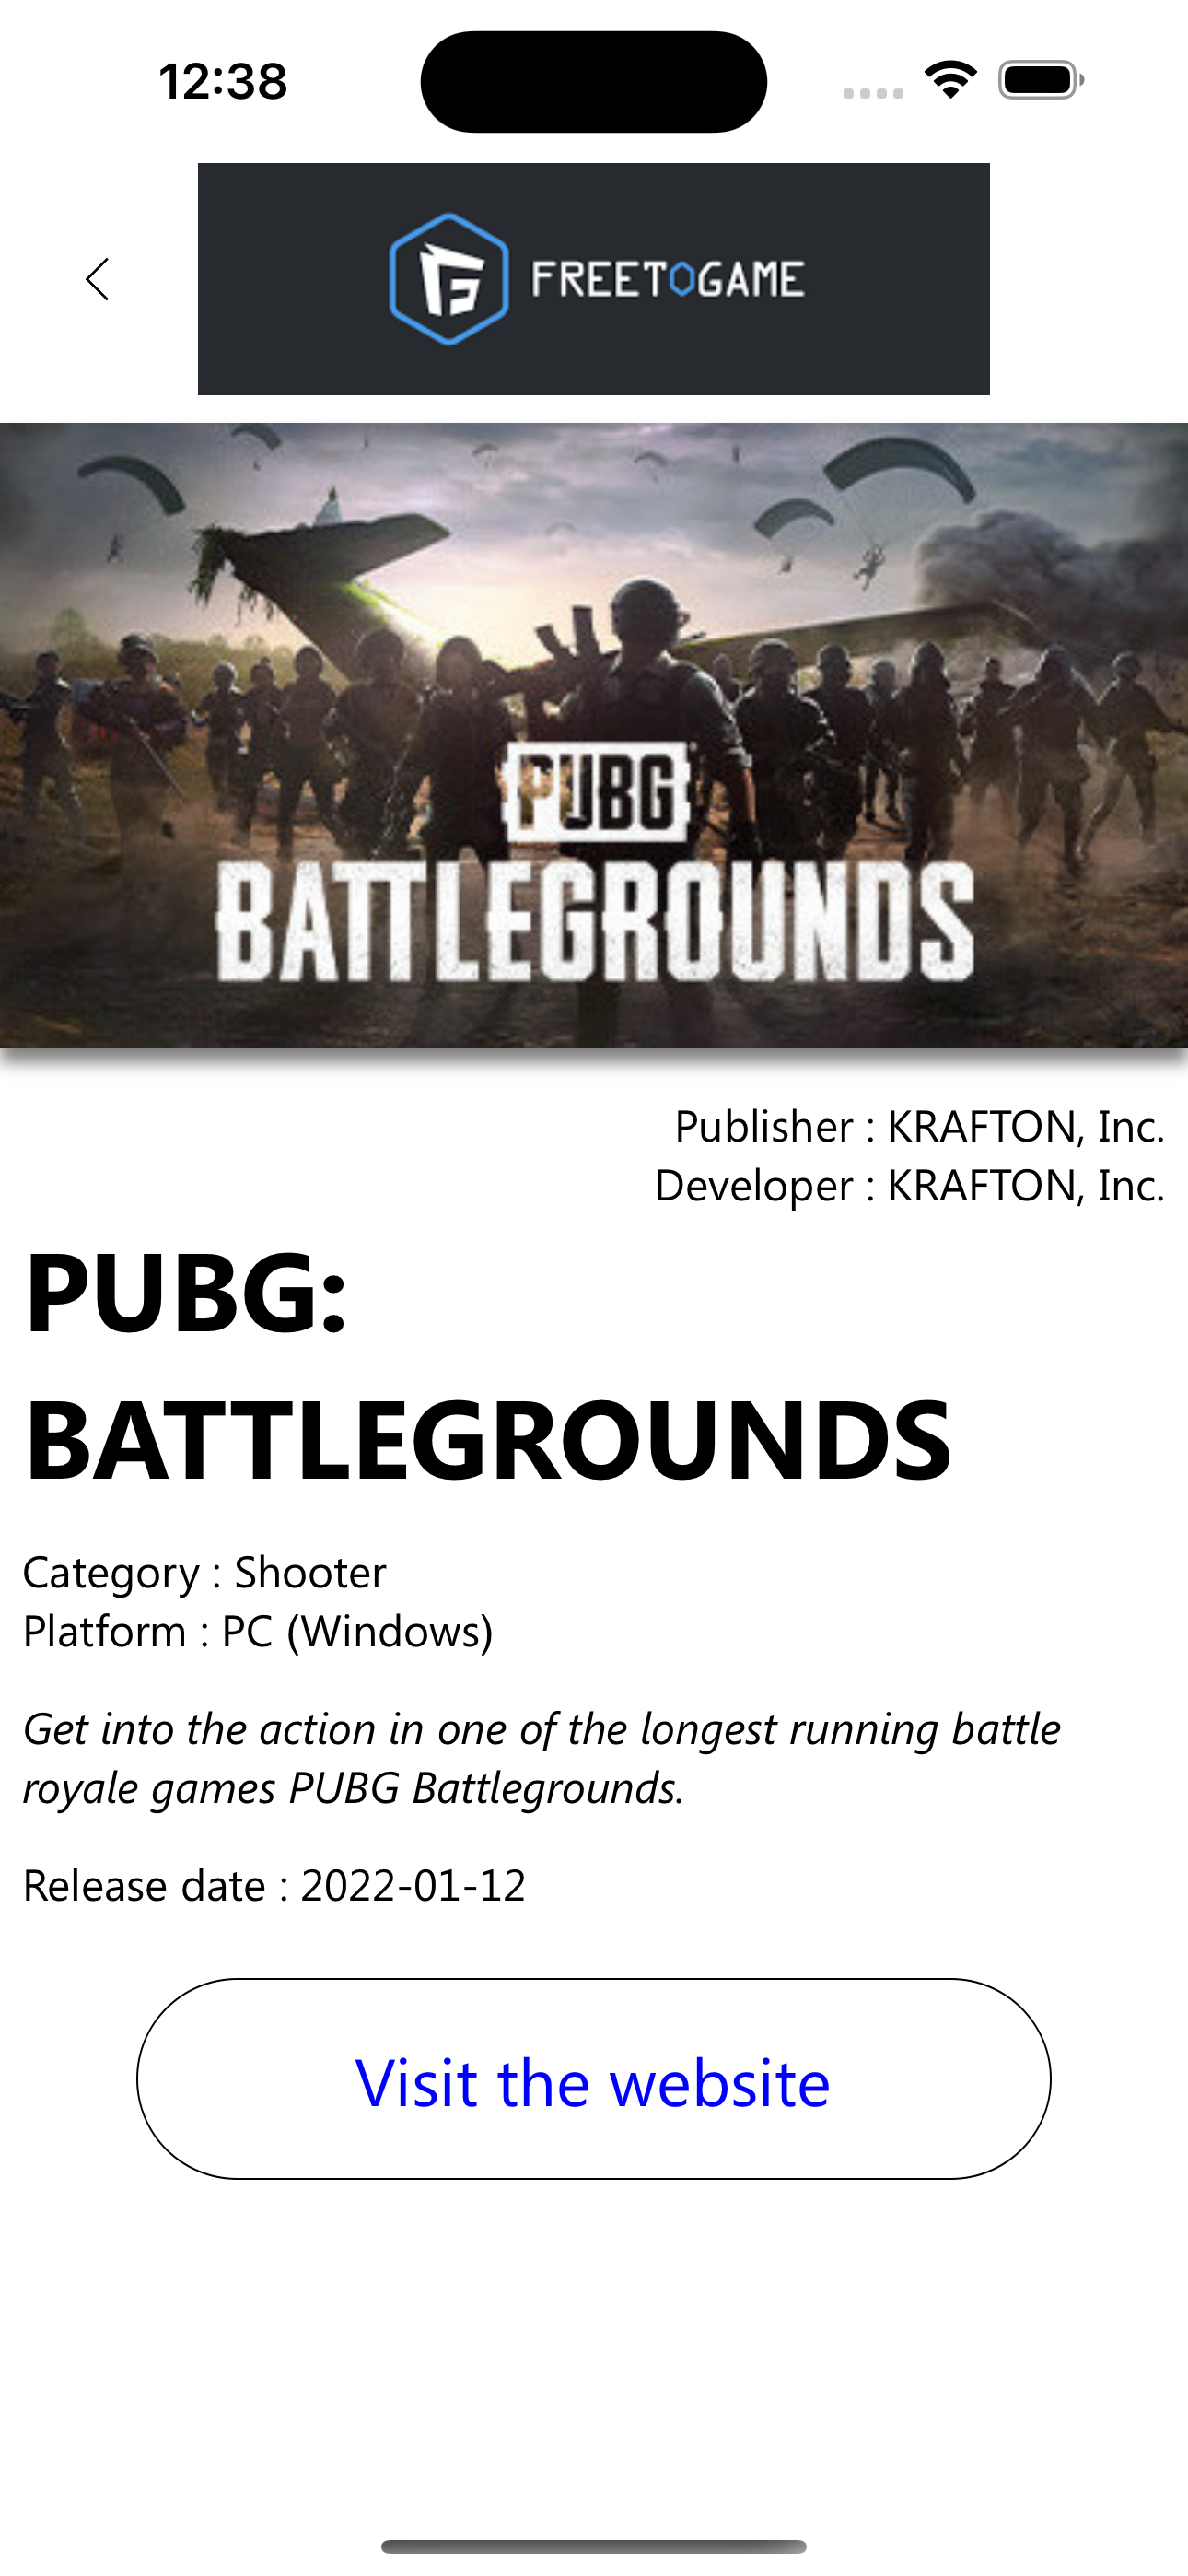 12:38
FREETOGAME
PUBG
BATTLEGROUNDS
Publisher : KRAFTON, Inc.
Developer : KRAFTON, Inc.
PUBG:
BATTLEGROUNDS
Category : Shooter
Platform : PC (Windows)
Get into the action in one of the longest running battle
royale games PUBG Battlegrounds.
Release date : 2022-01-12
Visit the website